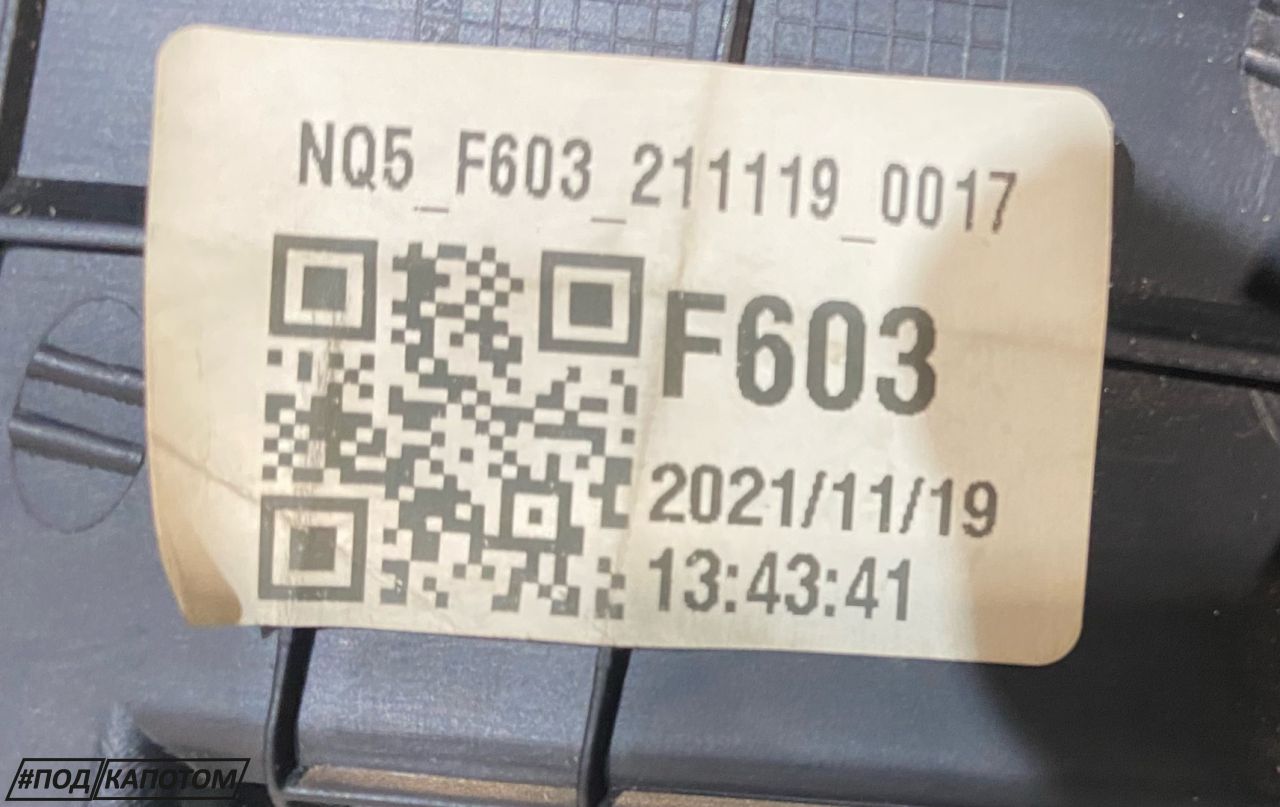 NQ5_F603_211119_0017
F603
2021/11/19
13:43:41
#ПОД КАПОТОМ